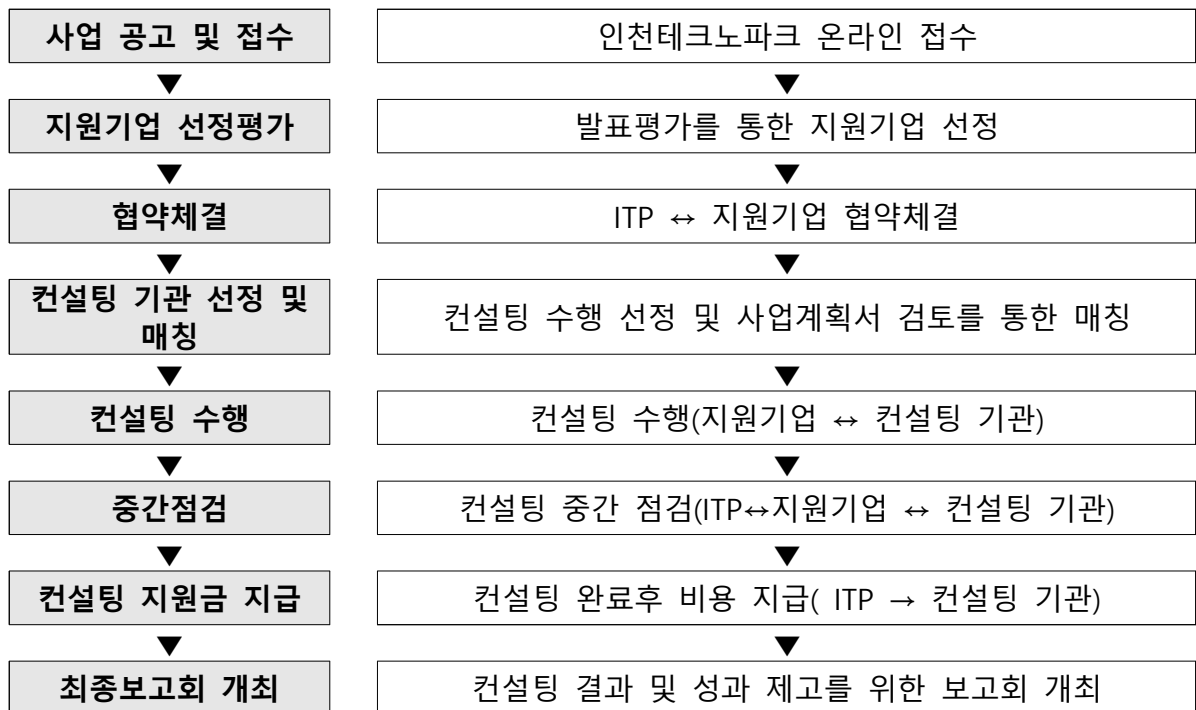 사업 공고 및 접수
인천테크노파크 온라인 접수
▼
▼
지원기업 선정평가
발표평가를 통한 지원기업 선정
▼
▼
협약체결
ITP ↔ 지원기업 협약체결
▼
▼
컨설팅 기관 선정 및
매칭
컨설팅 수행 선정 및 사업계획서 검토를 통한 매칭
▼
▼
컨설팅 수행
컨설팅 수행(지원기업 ↔ 컨설팅 기관)
▼
▼
중간점검
컨설팅 중간 점검(ITP↔지원기업 ↔ 컨설팅 기관)
▼
▼
컨설팅 지원금 지급
컨설팅 완료후 비용 지급( ITP → 컨설팅 기관)
▼
▼
최종보고회 개최
컨설팅 결과 및 성과 제고를 위한 보고회 개최